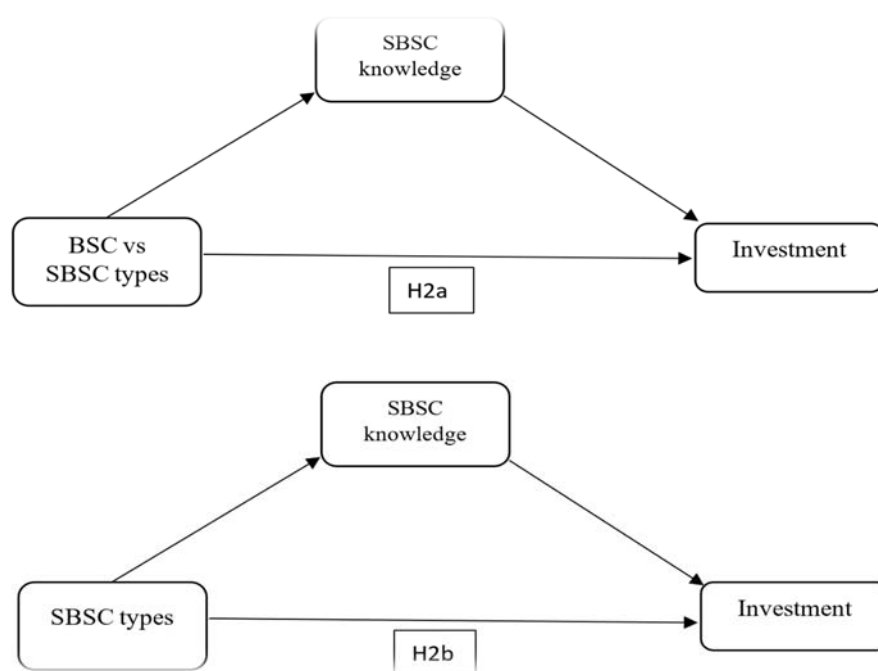 SBSC
knowledge
BSC vs
SBSC types
Investment
H2a
SBSC
knowledge
SBSC types
Investment
H2b